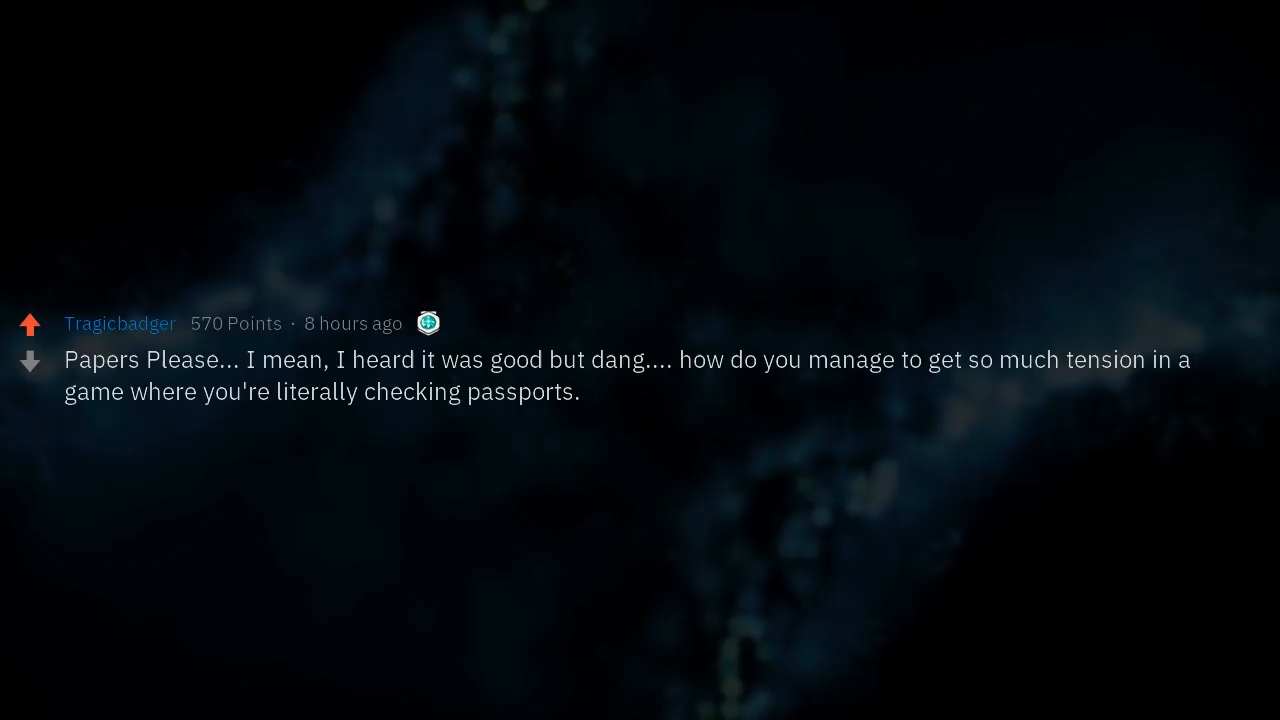 Tragicbadger 570 Points · 8 hours ago
Papers Please... I mean, I heard it was good but dang.... how do you manage to get so much tension in a
game where you're literally checking passports.